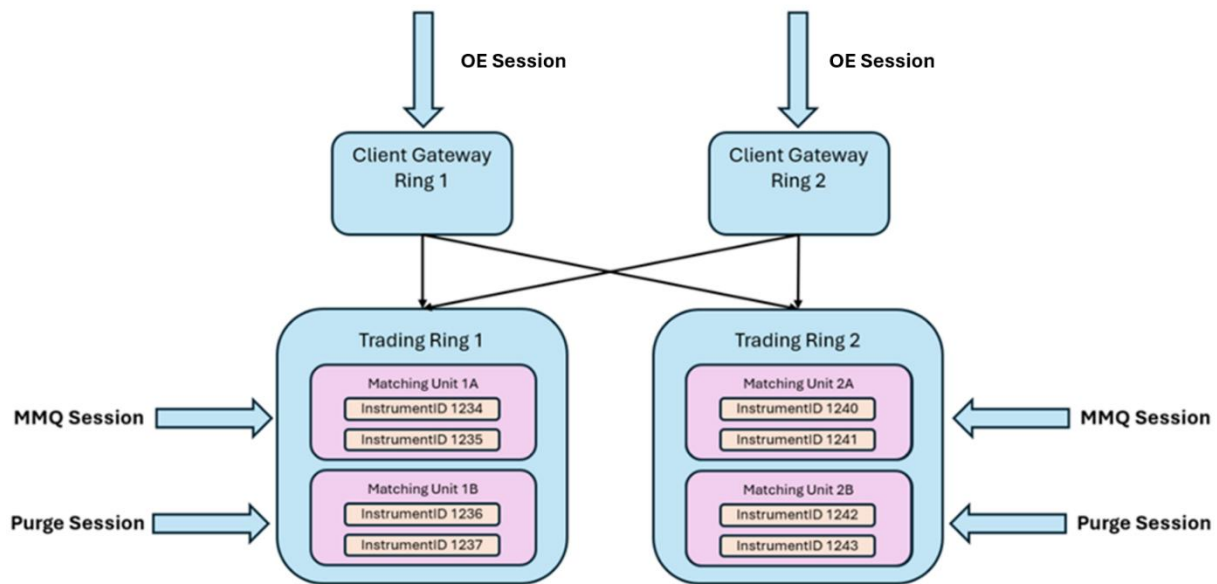 OE Session
OE Session
Client Gateway
Ring 1
Client Gateway
Ring 2
Trading Ring 1
Matching Unit 1A
InstrumentID 1234
InstrumentID 1235
Matching Unit 1B
InstrumentID 1236
InstrumentID 1237
Trading Ring 2
Matching Unit 2A
InstrumentID 1240
InstrumentID 1241
Matching Unit 2B
InstrumentID 1242
InstrumentID 1243
MMQ Session
Purge Session
MMQ Session
Purge Session